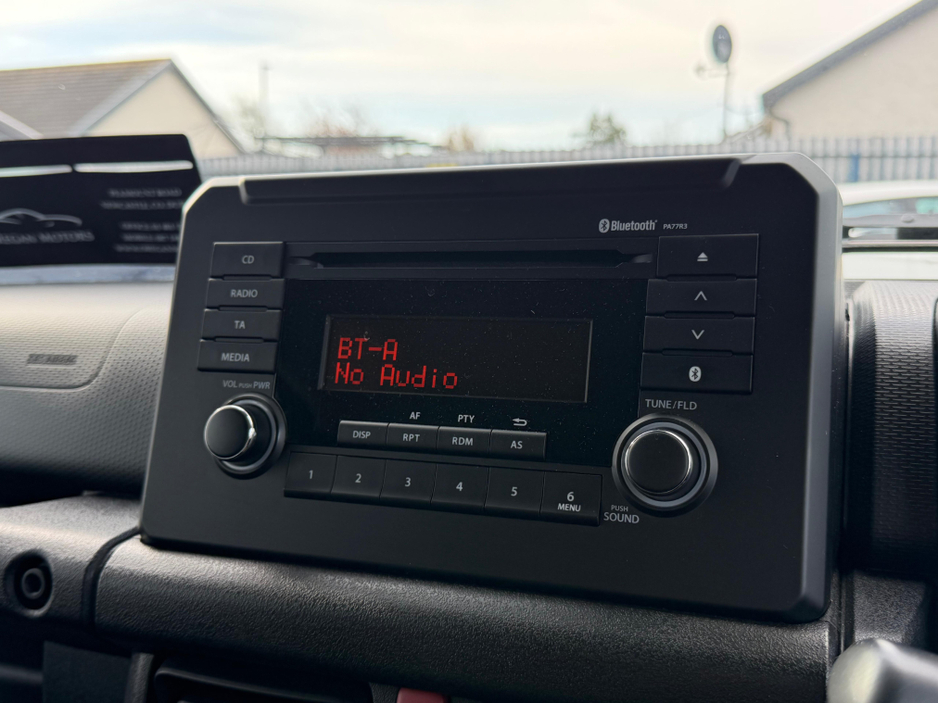 Bluetooth® PA77R3
CD
RADIO
TA
MEDIA
VOL PUSH PWR
BT-A
No Audio
AF PTY
DISP RPT RDM AS
1 2 3 4 5 6
MENU
TUNE/FLD
PUSH
SOUND
MOTORS